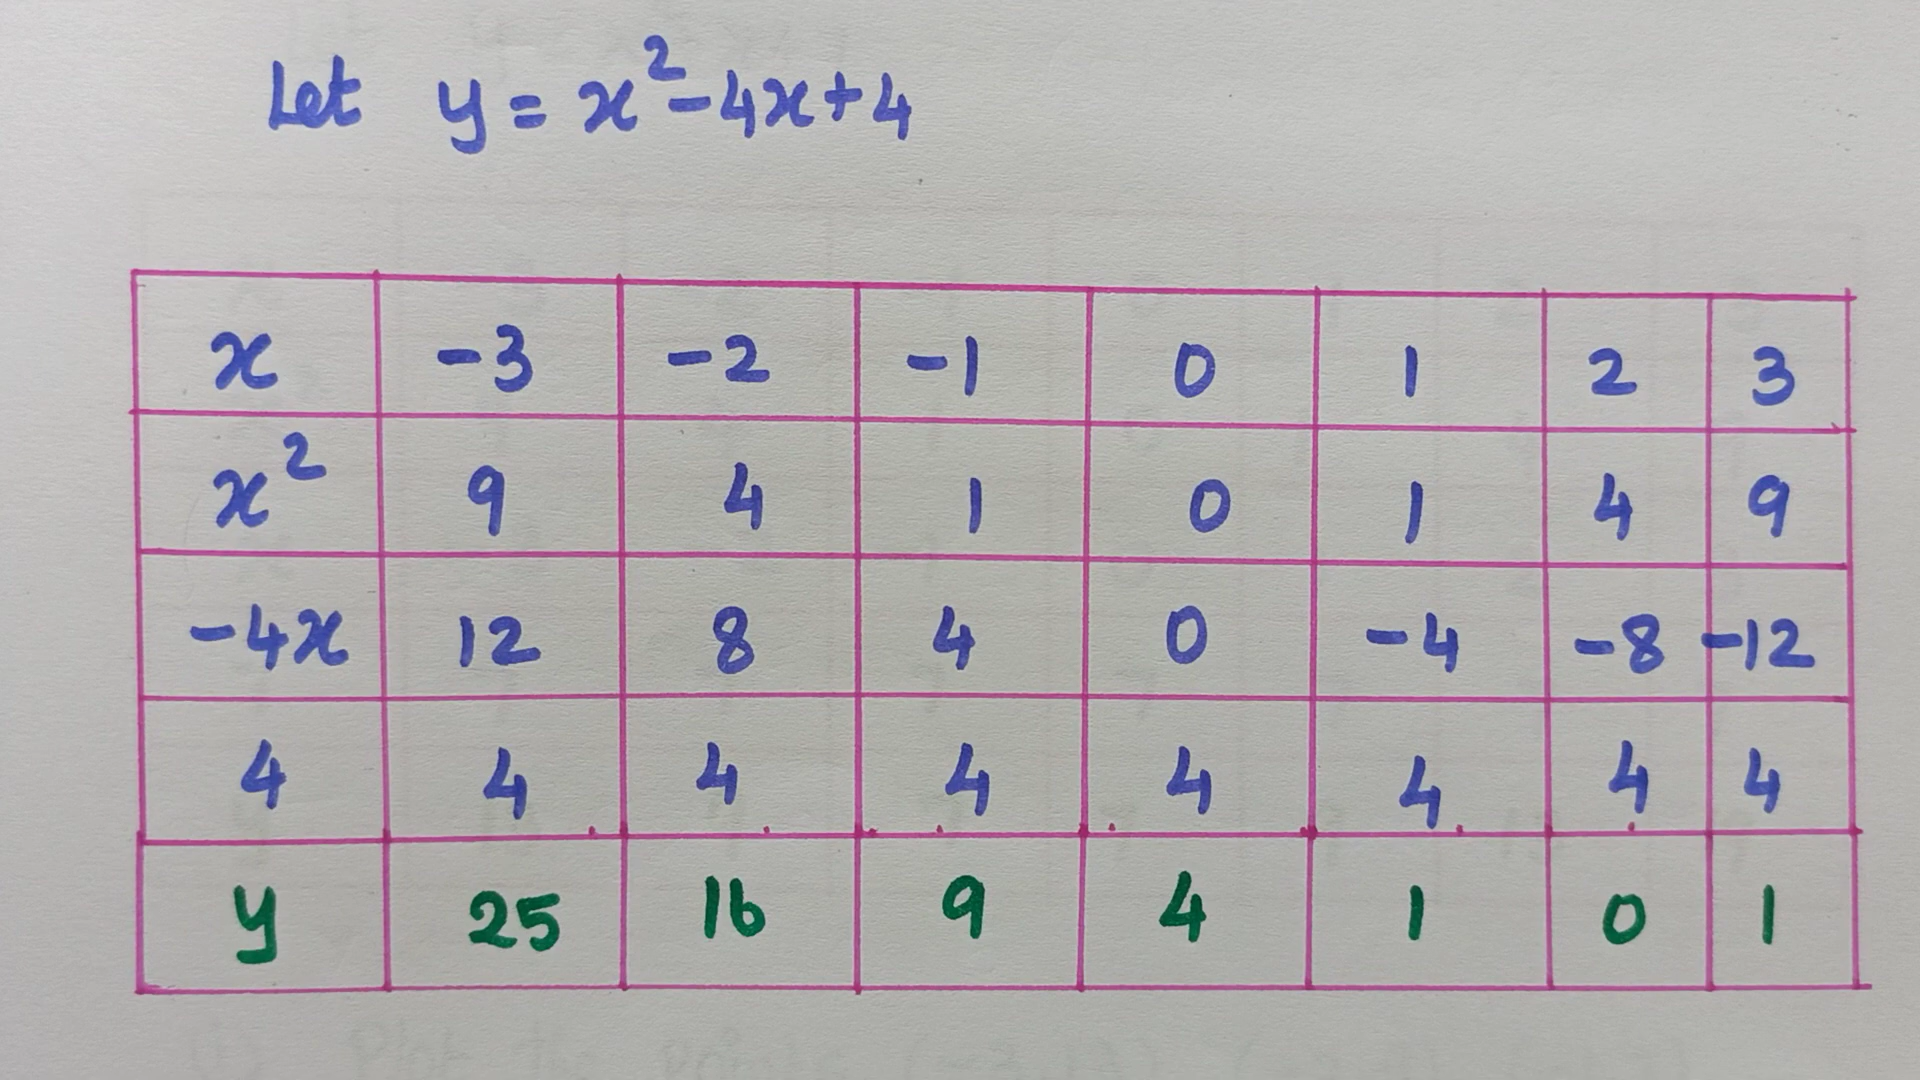 Let y = x² - 4x + 4
x -3 -2 -1 0 1 2 3
x² 9 4 1 0 1 4 9
-4x 12 8 4 0 -4 -8 -12
4 4 4 4 4 4 4 4
y 25 16 9 4 1 0 1